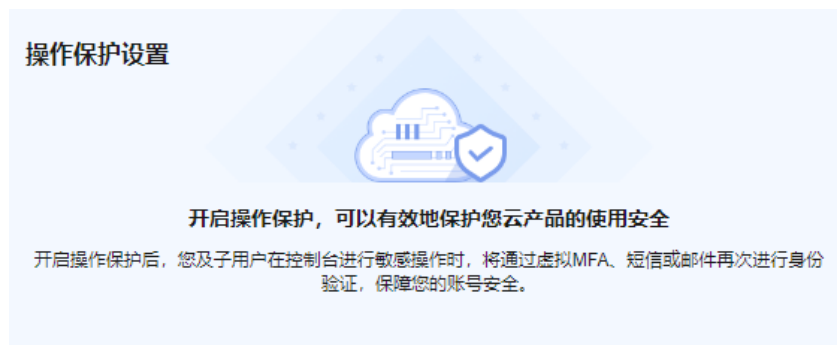 操作保护设置
开启操作保护，可以有效地保护您云产品的使用安全
开启操作保护后，您及子用户在控制台进行敏感操作时，将通过虚拟MFA、短信或邮件再次进行身份
验证，保障您的账号安全。